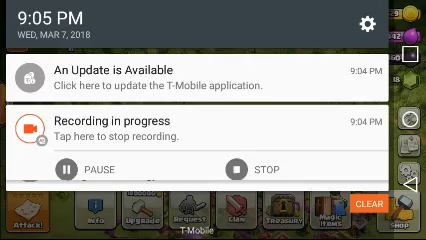 9:05 PM
WED, MAR 7, 2018
An Update is Available
9:04 PM
Click here to update the T-Mobile application.
Recording in progress
9:04 PM
Tap here to stop recording.
PAUSE
STOP
CLEAR
Attack!
Info
Upgrade
Request
Clan
Treasury
Magic
Items
Shop
T-Mobile